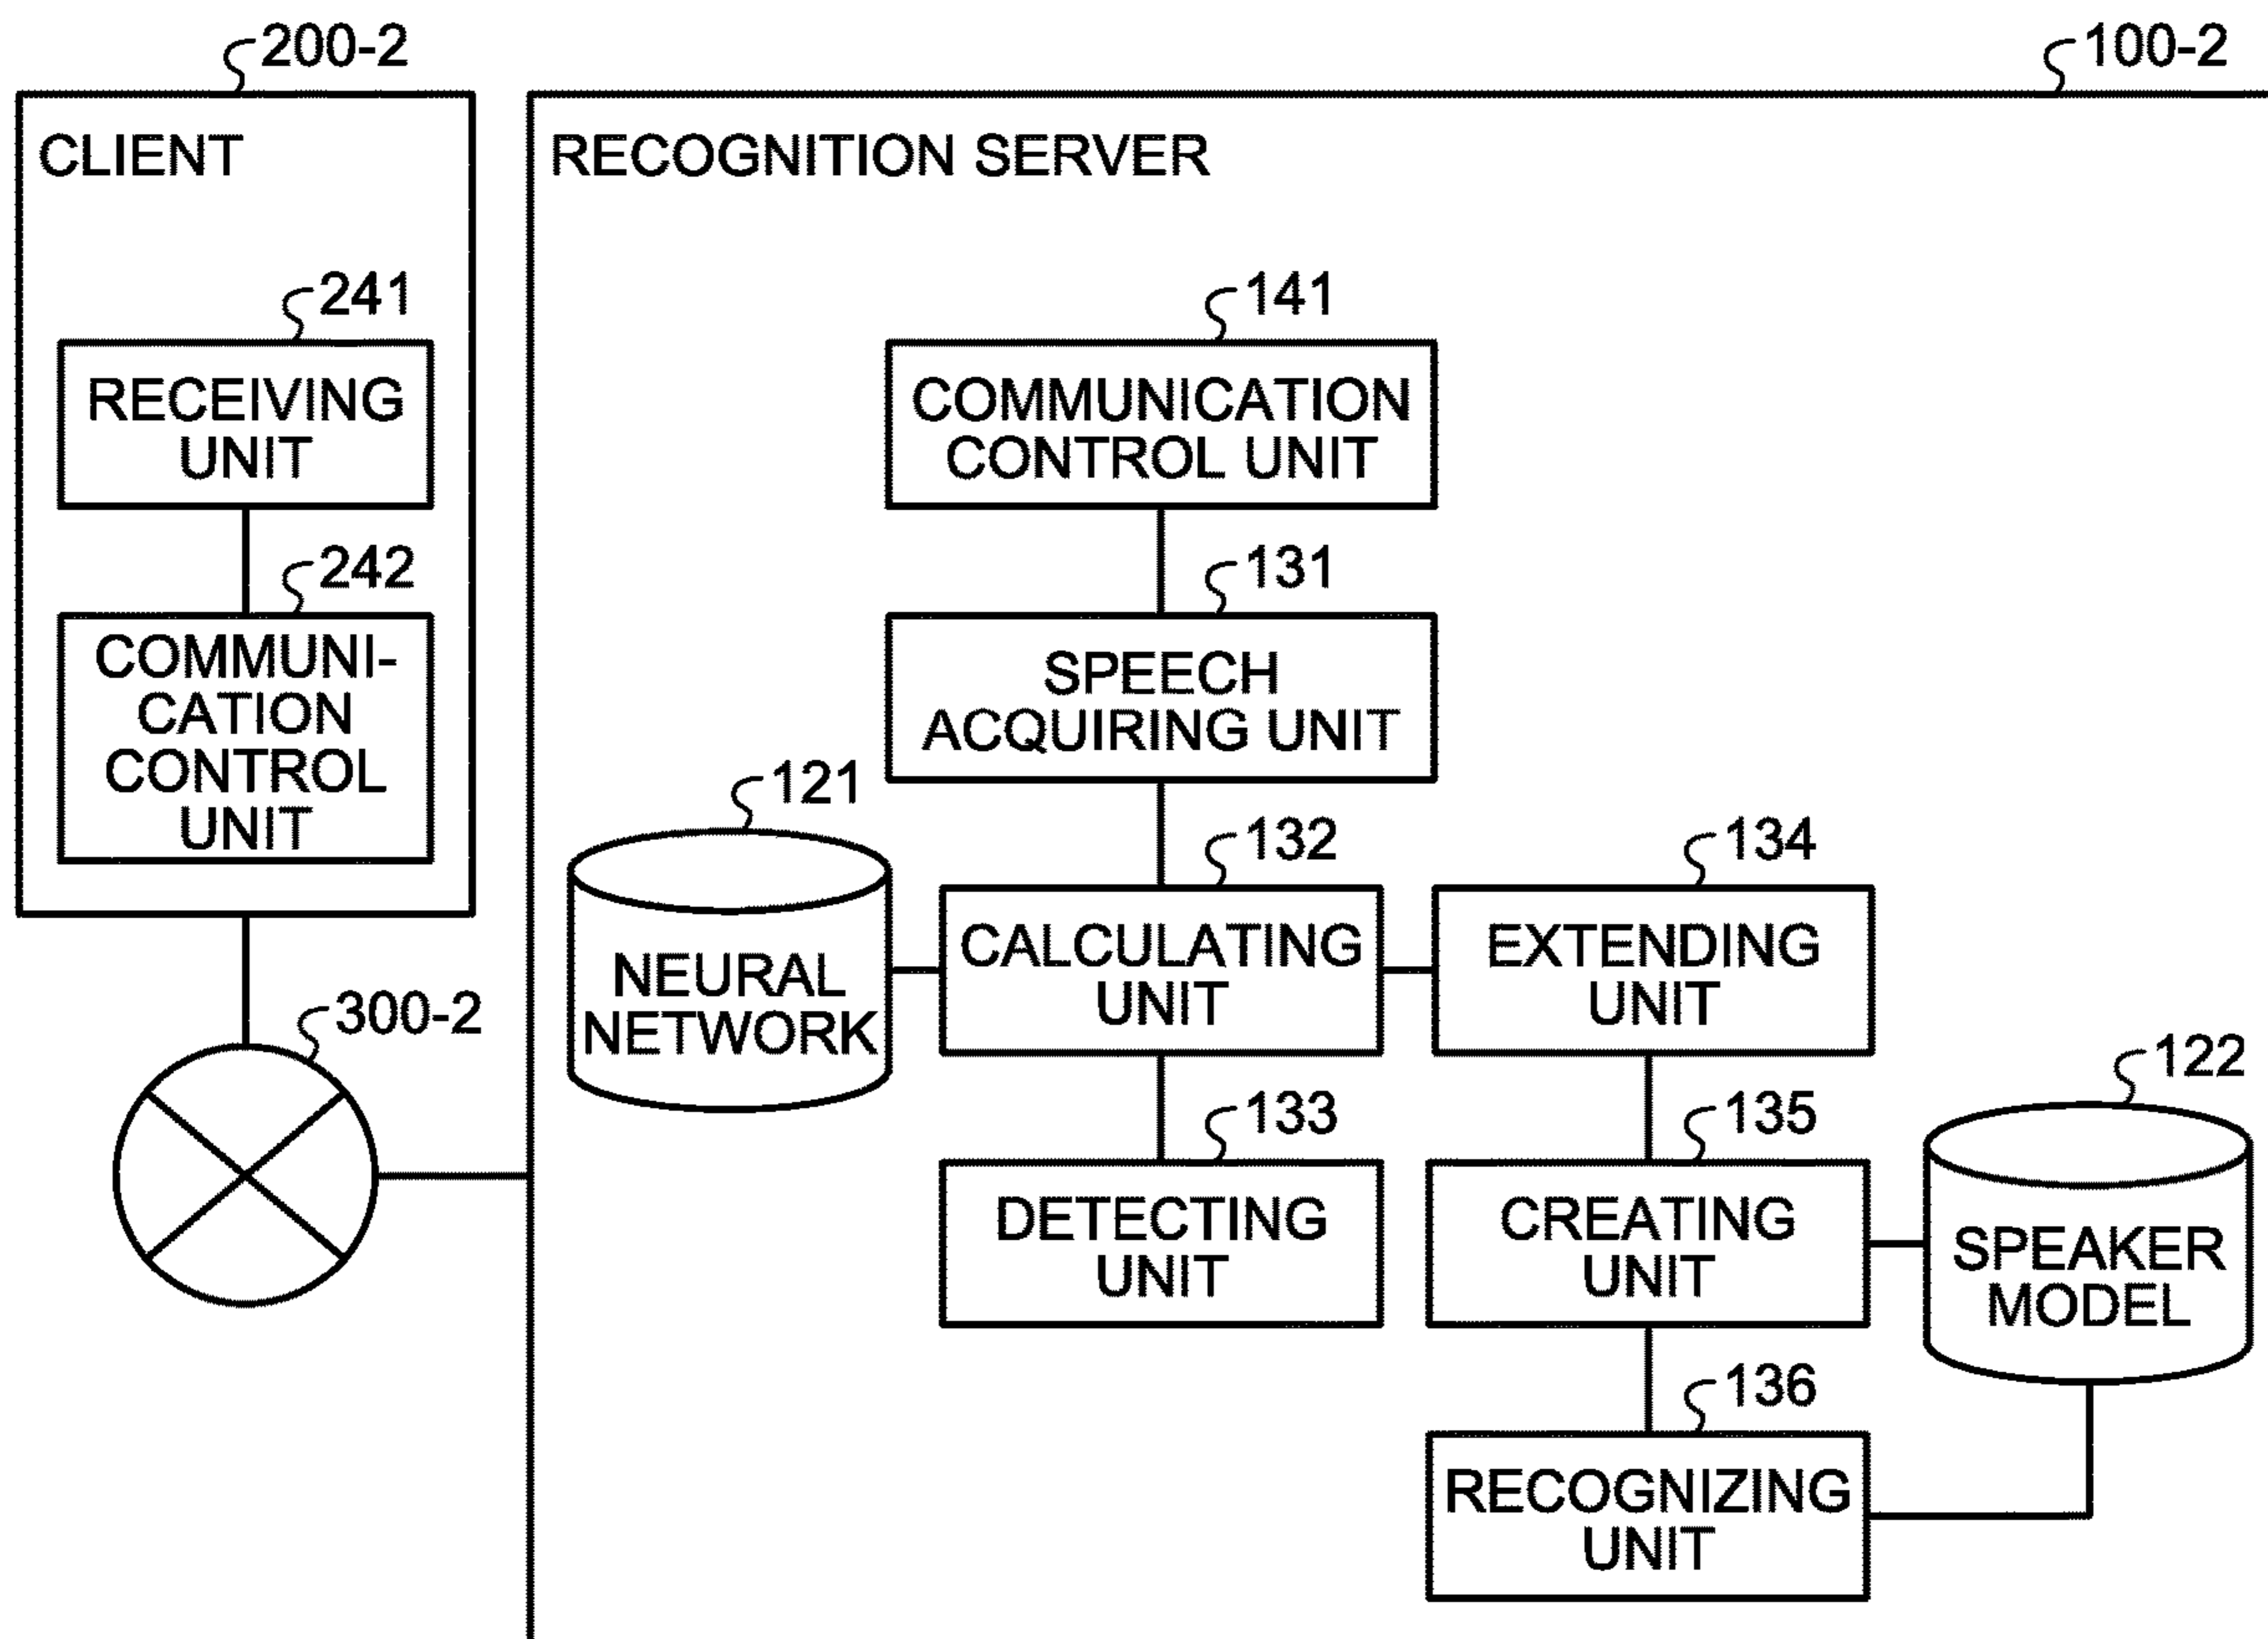 200-2
CLIENT
241
RECEIVING
UNIT
242
COMMUNI-
CATION
CONTROL
UNIT
300-2
100-2
RECOGNITION SERVER
141
COMMUNICATION
CONTROL UNIT
131
SPEECH
ACQUIRING UNIT
121
NEURAL
NETWORK
132
CALCULATING
UNIT
134
EXTENDING
UNIT
133
DETECTING
UNIT
135
CREATING
UNIT
122
SPEAKER
MODEL
136
RECOGNIZING
UNIT